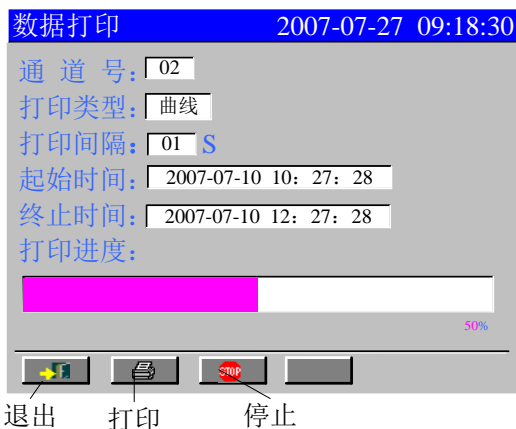 数据打印 2007-07-27 09:18:30
通 道 号: 02
打印类型: 曲线
打印间隔: 01 S
起始时间: 2007-07-10 10: 27: 28
终止时间: 2007-07-10 12: 27: 28
打印进度:
50%
STOP
退出 打印 停止